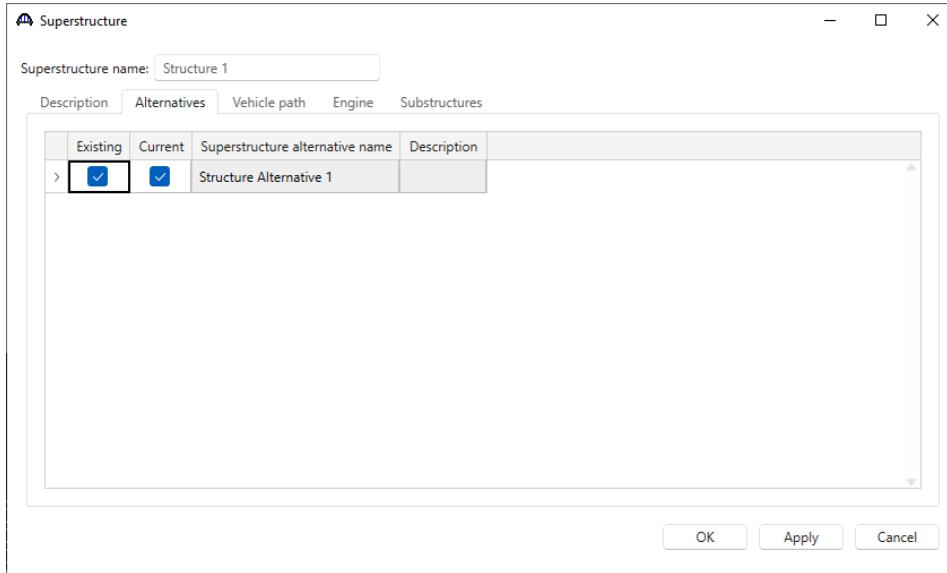 Superstructure
Superstructure name: Structure 1
Description Alternatives Vehicle path Engine Substructures
Existing Current Superstructure alternative name Description
Structure Alternative 1
OK Apply Cancel